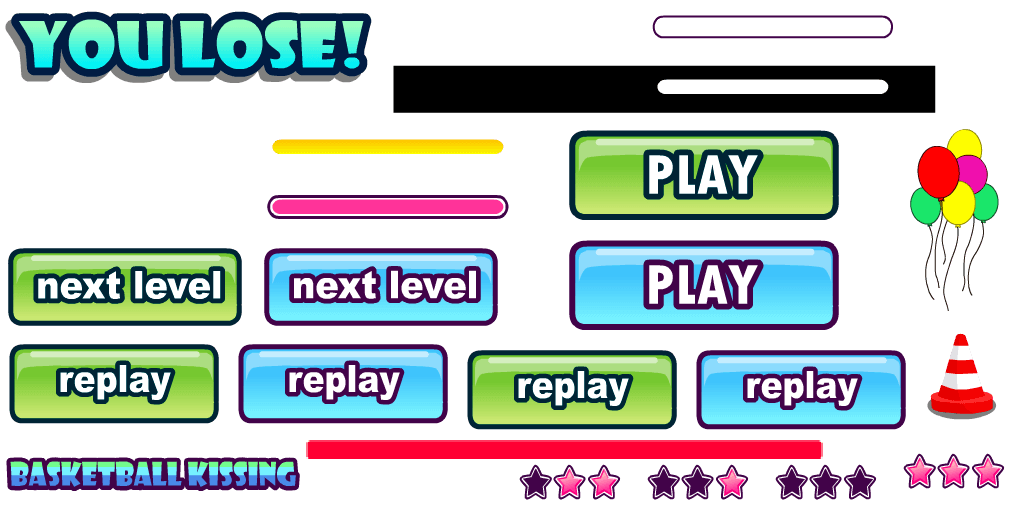 YOU LOSE!
PLAY
next level
next level
PLAY
replay
replay
replay
replay
BASKETBALL KISSING